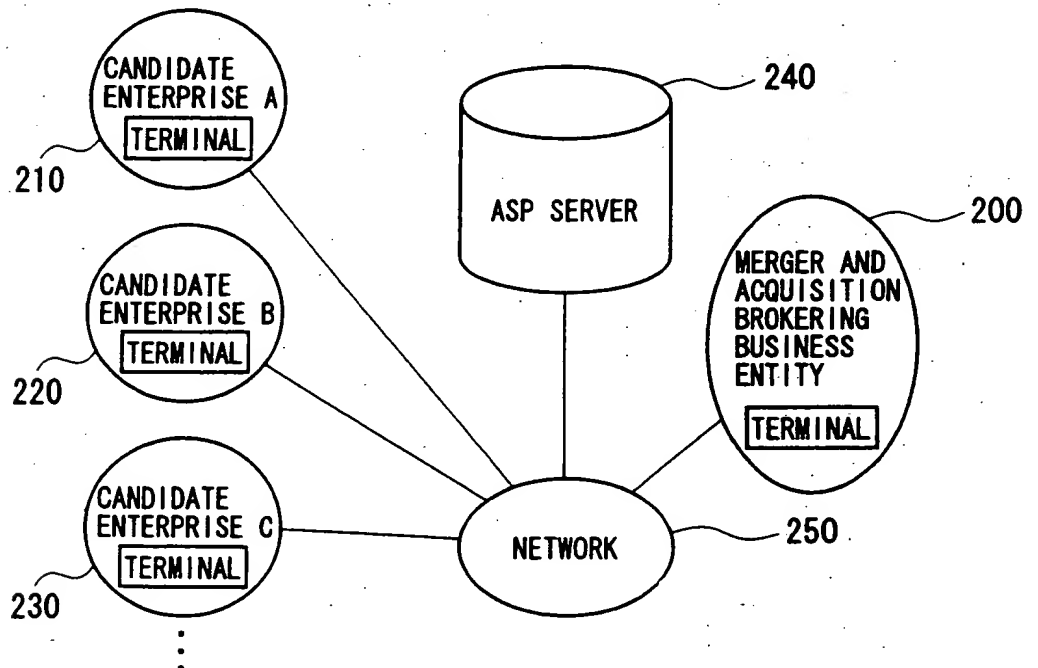 CANDIDATE
ENTERPRISE A
TERMINAL
210
CANDIDATE
ENTERPRISE B
TERMINAL
220
CANDIDATE
ENTERPRISE C
TERMINAL
230
240
ASP SERVER
200
MERGER AND
ACQUISITION
BROKERING
BUSINESS
ENTITY
TERMINAL
250
NETWORK